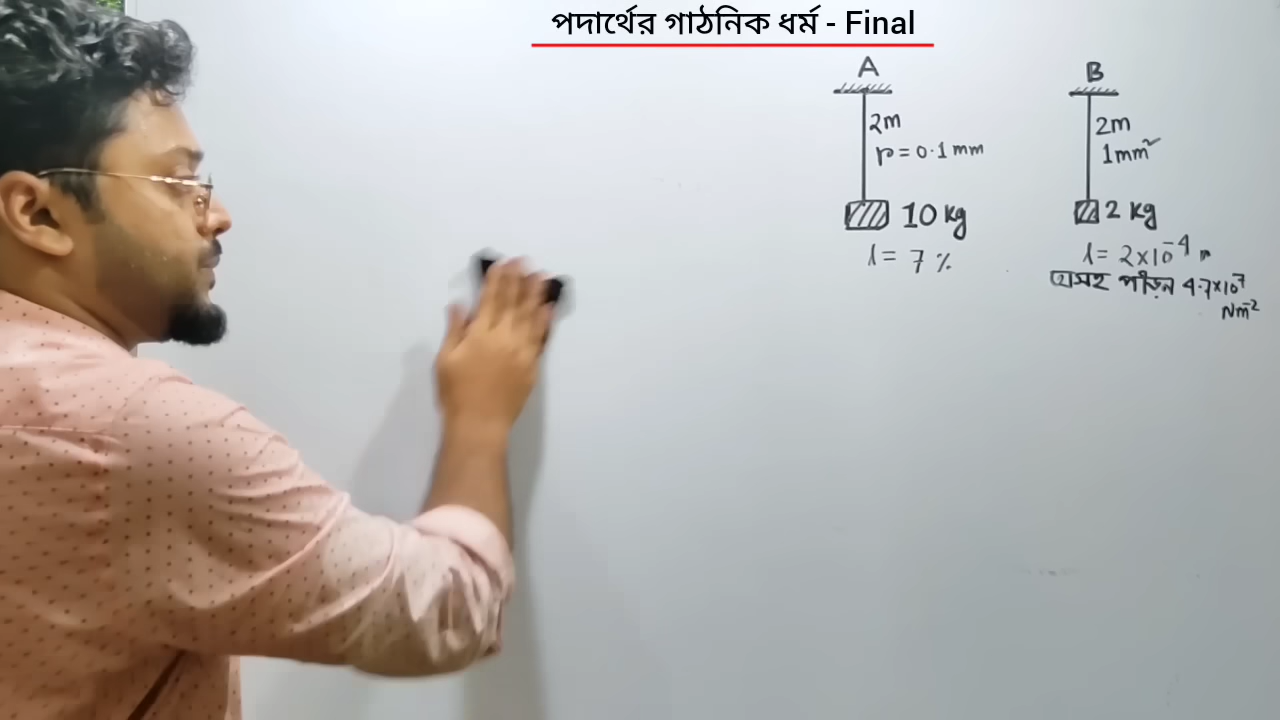 পদার্থের গাঠনিক ধর্ম - Final
A
2m
r = 0.1 mm
10 kg
l = 7 %
B
2m
1mm²
2 kg
l = 2×10⁻⁴ m
অসহ পীড়ন 4.7×10⁷
Nm⁻²